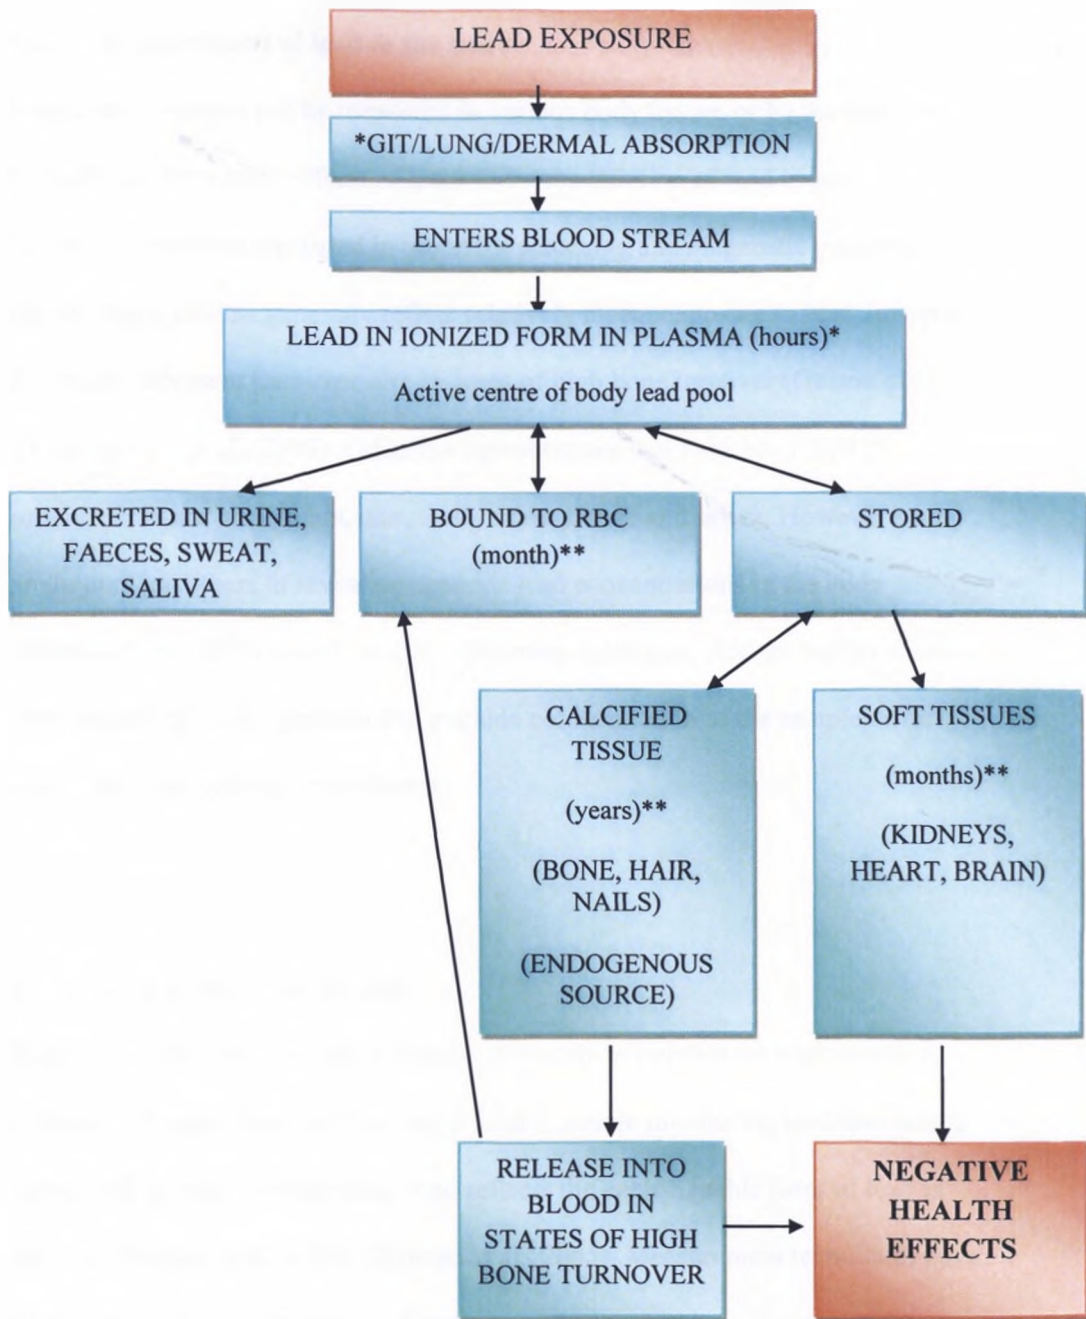 LEAD EXPOSURE
*GIT/LUNG/DERMAL ABSORPTION
ENTERS BLOOD STREAM
LEAD IN IONIZED FORM IN PLASMA (hours)*
Active centre of body lead pool
EXCRETED IN URINE,
FAECES, SWEAT,
SALIVA
BOUND TO RBC
(month)**
STORED
CALCIFIED
TISSUE
(years)**
(BONE, HAIR,
NAILS)
(ENDOGENOUS
SOURCE)
SOFT TISSUES
(months)**
(KIDNEYS,
HEART, BRAIN)
RELEASE INTO
BLOOD IN
STATES OF HIGH
BONE TURNOVER
NEGATIVE
HEALTH
EFFECTS